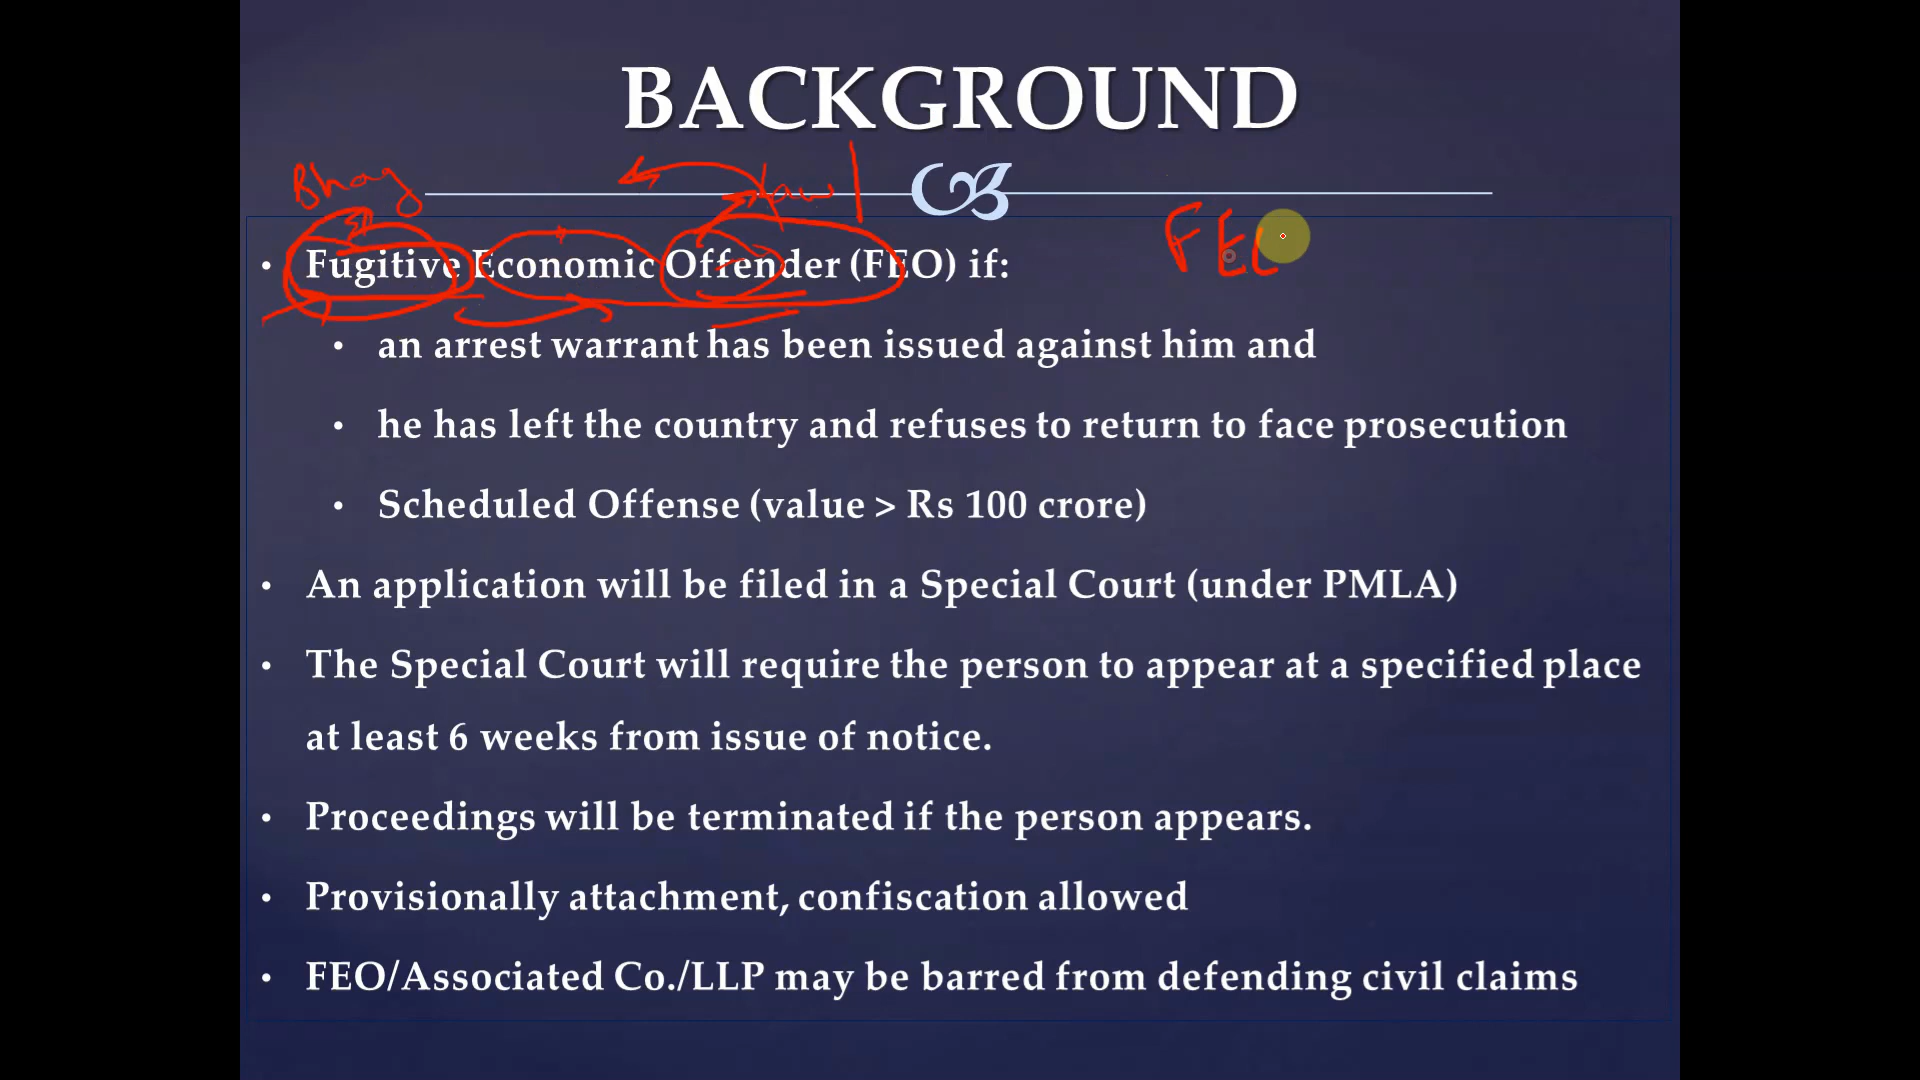 BACKGROUND
Bhag
Law
FEO
• Fugitive Economic Offender (FEO) if:
• an arrest warrant has been issued against him and
• he has left the country and refuses to return to face prosecution
• Scheduled Offense (value > Rs 100 crore)
• An application will be filed in a Special Court (under PMLA)
• The Special Court will require the person to appear at a specified place
at least 6 weeks from issue of notice.
• Proceedings will be terminated if the person appears.
• Provisionally attachment, confiscation allowed
• FEO/Associated Co./LLP may be barred from defending civil claims